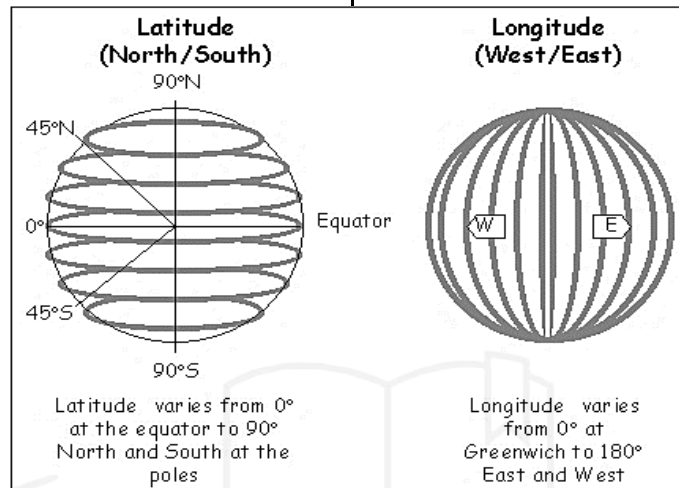 Latitude
(North/South)
90°N
45°N
0°
Equator
45°S
90°S
Latitude varies from 0°
at the equator to 90°
North and South at the
poles
Longitude
(West/East)
W
E
Longitude varies
from 0° at
Greenwich to 180°
East and West